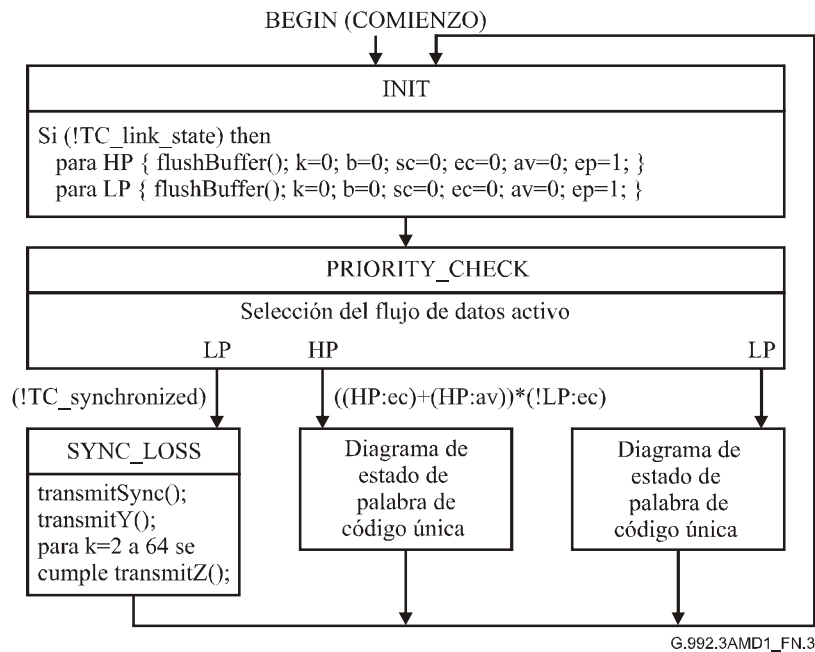 BEGIN (COMIENZO)
INIT
Si (!TC_link_state) then
para HP { flushBuffer(); k=0; b=0; sc=0; ec=0; av=0; ep=1; }
para LP { flushBuffer(); k=0; b=0; sc=0; ec=0; av=0; ep=1; }
PRIORITY_CHECK
Selección del flujo de datos activo
LP HP LP
(!TC_synchronized) ((HP:ec)+(HP:av))*(!LP:ec)
SYNC_LOSS
transmitSync();
transmitY();
para k=2 a 64 se
cumple transmitZ();
Diagrama de
estado de
palabra de
código única
Diagrama de
estado de
palabra de
código única
G.992.3AMD1_FN.3